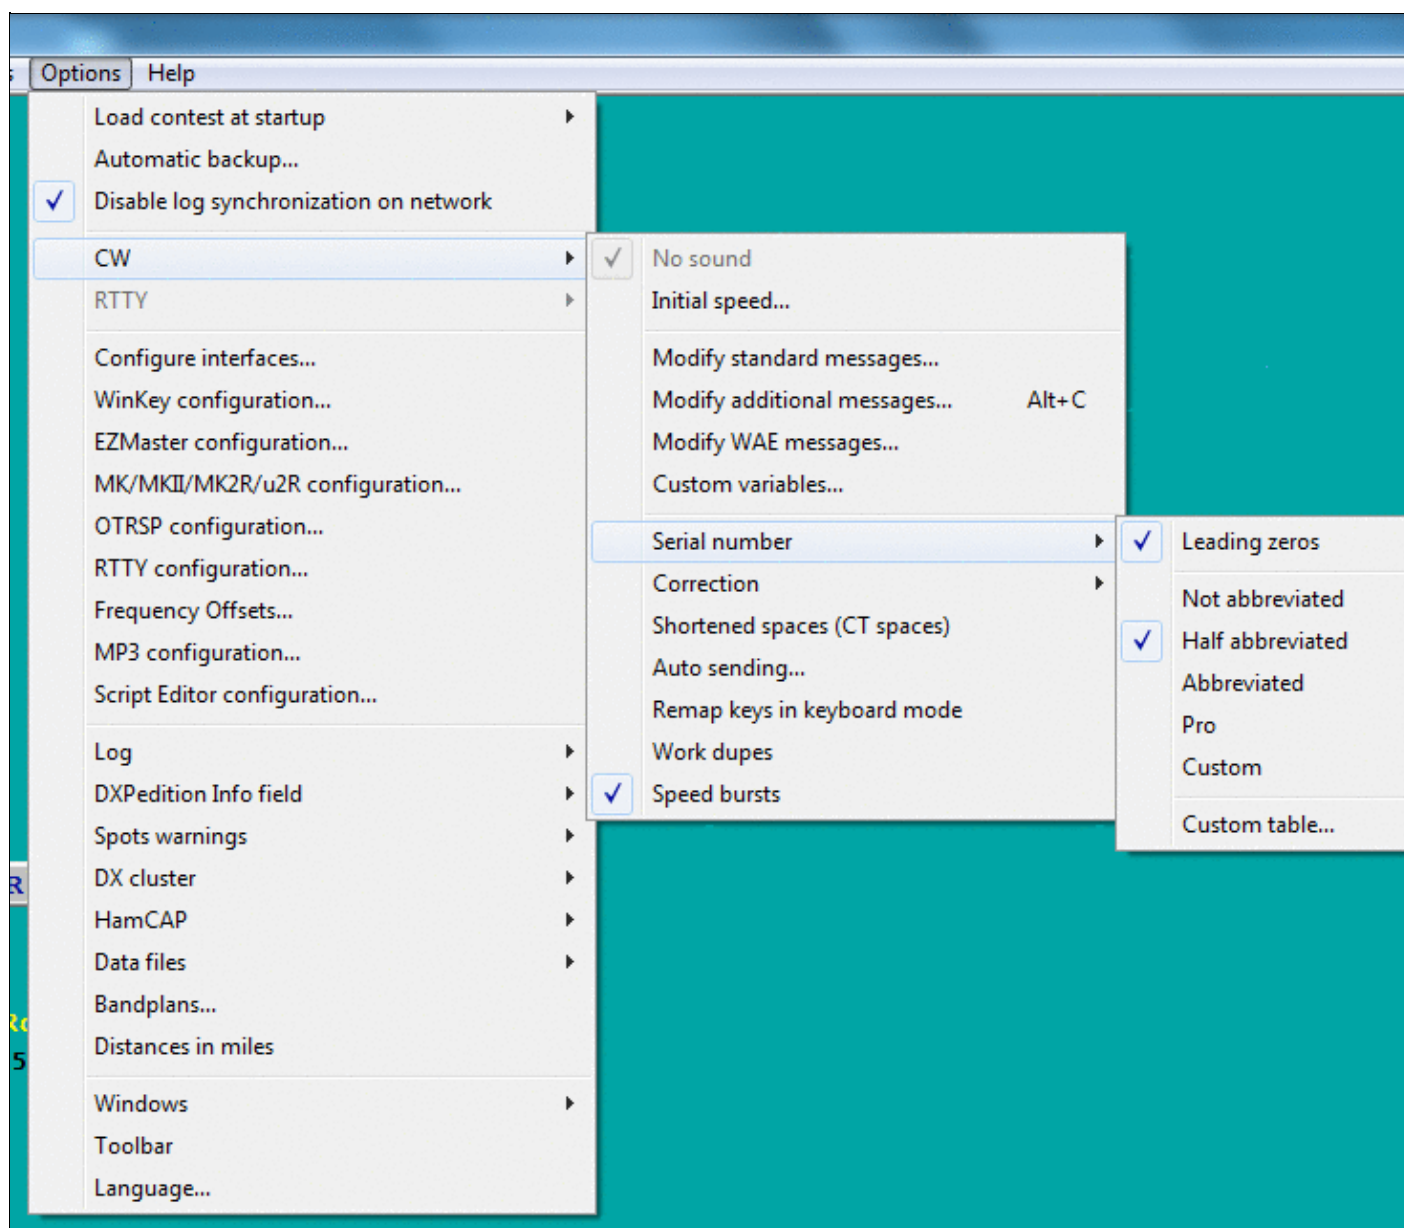 Options Help
Load contest at startup
Automatic backup...
Disable log synchronization on network
CW
RTTY
Configure interfaces...
WinKey configuration...
EZMaster configuration...
MK/MKII/MK2R/u2R configuration...
OTRSP configuration...
RTTY configuration...
Frequency Offsets...
MP3 configuration...
Script Editor configuration...
Log
DXPedition Info field
Spots warnings
DX cluster
HamCAP
Data files
Bandplans...
Distances in miles
Windows
Toolbar
Language...
No sound
Initial speed...
Modify standard messages...
Modify additional messages... Alt+C
Modify WAE messages...
Custom variables...
Serial number
Correction
Shortened spaces (CT spaces)
Auto sending...
Remap keys in keyboard mode
Work dupes
Speed bursts
Leading zeros
Not abbreviated
Half abbreviated
Abbreviated
Pro
Custom
Custom table...
R
5